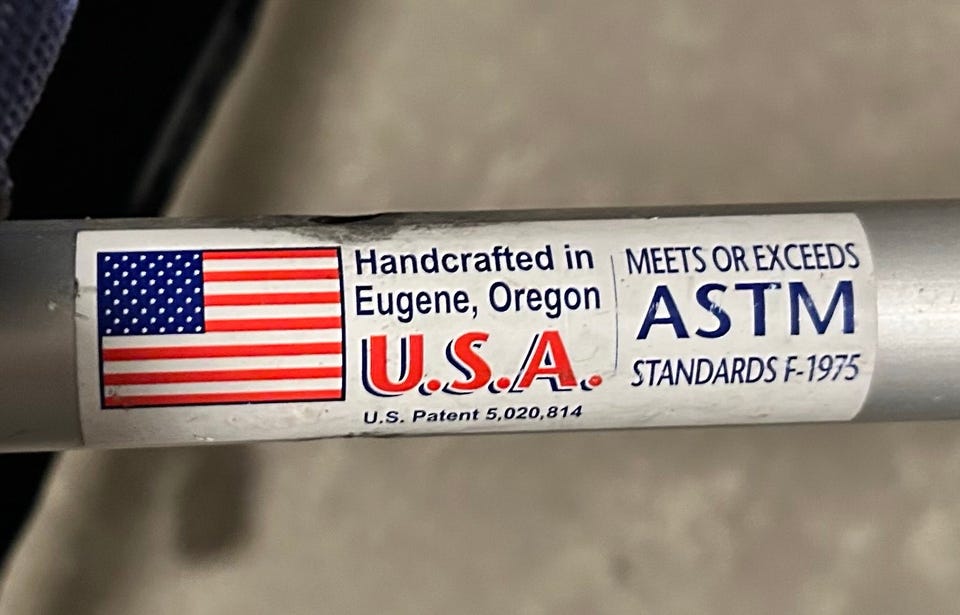 Handcrafted in
Eugene, Oregon
U.S.A.
U.S. Patent 5,020,814
MEETS OR EXCEEDS
ASTM
STANDARDS F-1975